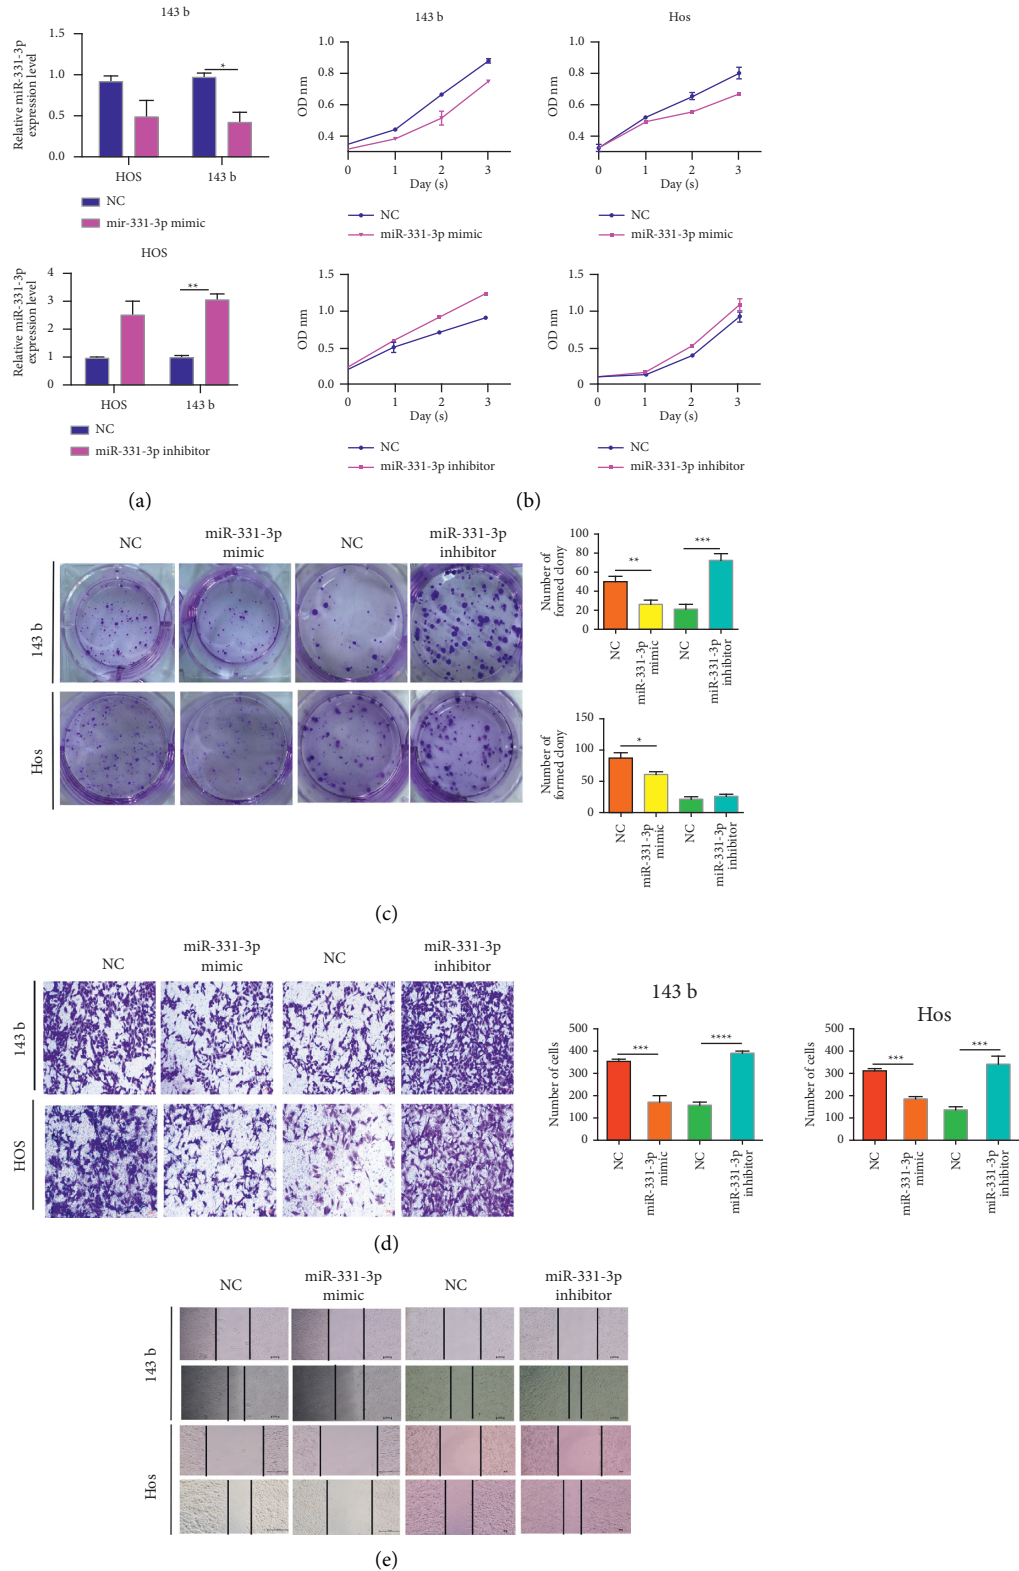 143 b
Relative miR-331-3p
expression level
1.5
1.0
0.5
0.0
*
HOS
143 b
NC
mir-331-3p mimic
HOS
Relative miR-331-3p
expression level
4
3
2
1
0
**
HOS
143 b
NC
miR-331-3p inhibitor
(a)
143 b
OD nm
1.0
0.8
0.6
0.4
0
1
2
3
Day (s)
NC
miR-331-3p mimic
Hos
OD nm
1.0
0.8
0.6
0.4
0
1
2
3
Day (s)
NC
miR-331-3p mimic
OD nm
1.5
1.0
0.5
0.0
0
1
2
3
Day (s)
NC
miR-331-3p inhibitor
OD nm
1.5
1.0
0.5
0.0
0
1
2
3
Day (s)
NC
miR-331-3p inhibitor
(b)
NC
miR-331-3p
mimic
NC
miR-331-3p
inhibitor
143 b
Hos
Number of
formed clony
100
80
60
40
20
0
**
***
NC
miR-331-3p
mimic
NC
miR-331-3p
inhibitor
Number of
formed clony
150
100
50
0
*
NC
miR-331-3p
mimic
NC
miR-331-3p
inhibitor
(c)
NC
miR-331-3p
mimic
NC
miR-331-3p
inhibitor
143 b
HOS
143 b
Number of cells
500
400
300
200
100
0
***
****
NC
miR-331-3p
mimic
NC
miR-331-3p
inhibitor
Hos
Number of cells
500
400
300
200
100
0
***
***
NC
miR-331-3p
mimic
NC
miR-331-3p
inhibitor
(d)
NC
miR-331-3p
mimic
NC
miR-331-3p
inhibitor
143 b
Hos
(e)